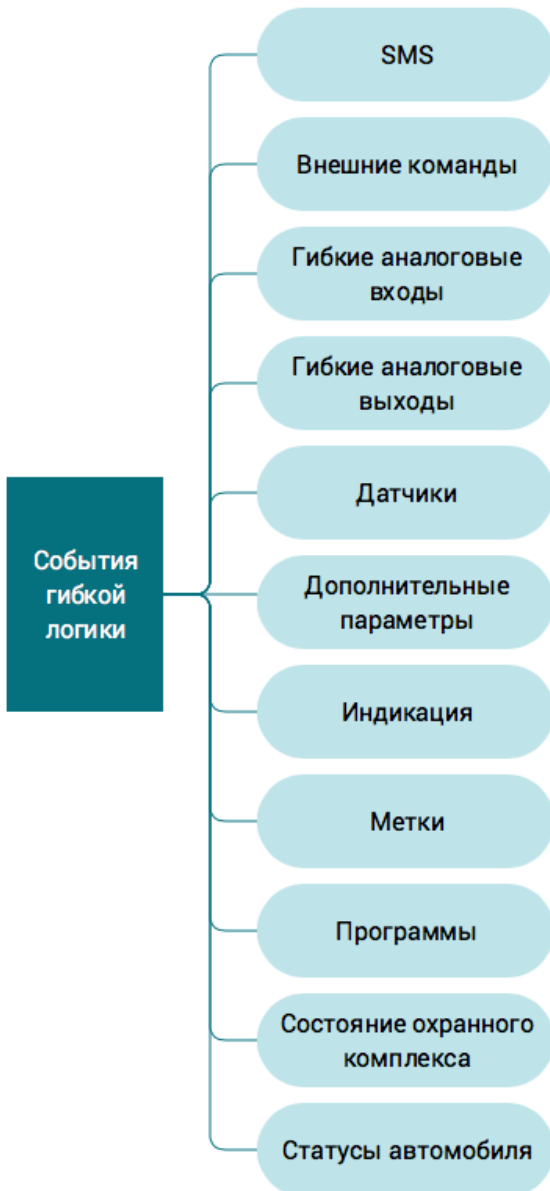 SMS
Внешние команды
Гибкие аналоговые
входы
Гибкие аналоговые
выходы
Датчики
События
гибкой
логики
Дополнительные
параметры
Индикация
Метки
Программы
Состояние охранного
комплекса
Статусы автомобиля